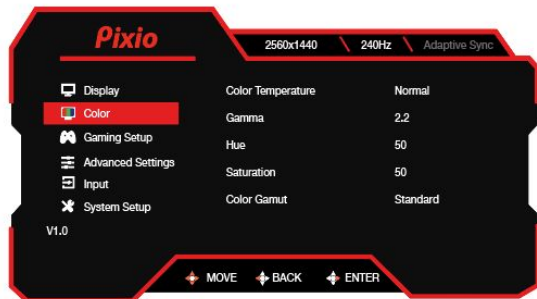 Pixio
2560x1440 \ 240Hz \ Adaptive Sync
Display
Color
Gaming Setup
Advanced Settings
Input
System Setup
V1.0
Color Temperature Normal
Gamma 2.2
Hue 50
Saturation 50
Color Gamut Standard
MOVE BACK ENTER